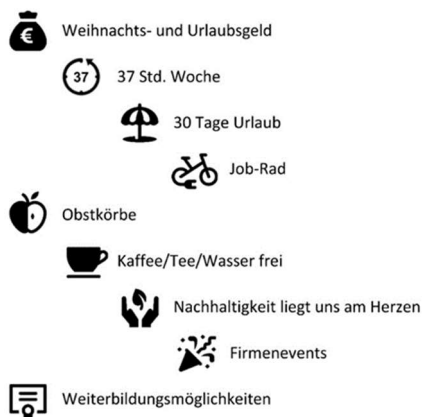 € Weihnachts- und Urlaubsgeld
37 37 Std. Woche
30 Tage Urlaub
Job-Rad
Obstkörbe
Kaffee/Tee/Wasser frei
Nachhaltigkeit liegt uns am Herzen
Firmenevents
Weiterbildungsmöglichkeiten